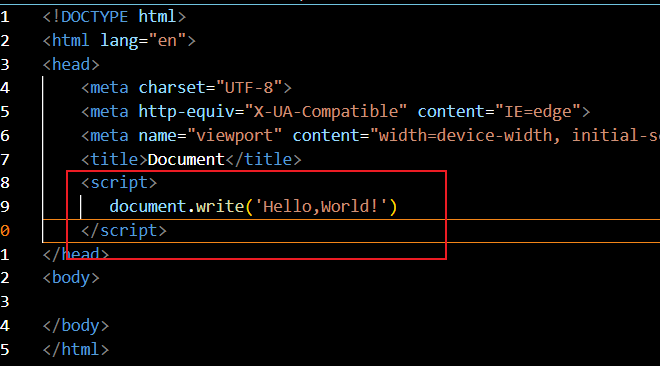 1 <!DOCTYPE html>
2 <html lang="en">
3 <head>
4 <meta charset="UTF-8">
5 <meta http-equiv="X-UA-Compatible" content="IE=edge">
6 <meta name="viewport" content="width=device-width,
7 <title>Document</title>
8 <script>
9 document.write('Hello,World!')
0 </script>
1 </head>
2 <body>
3
4 </body>
5 </html>